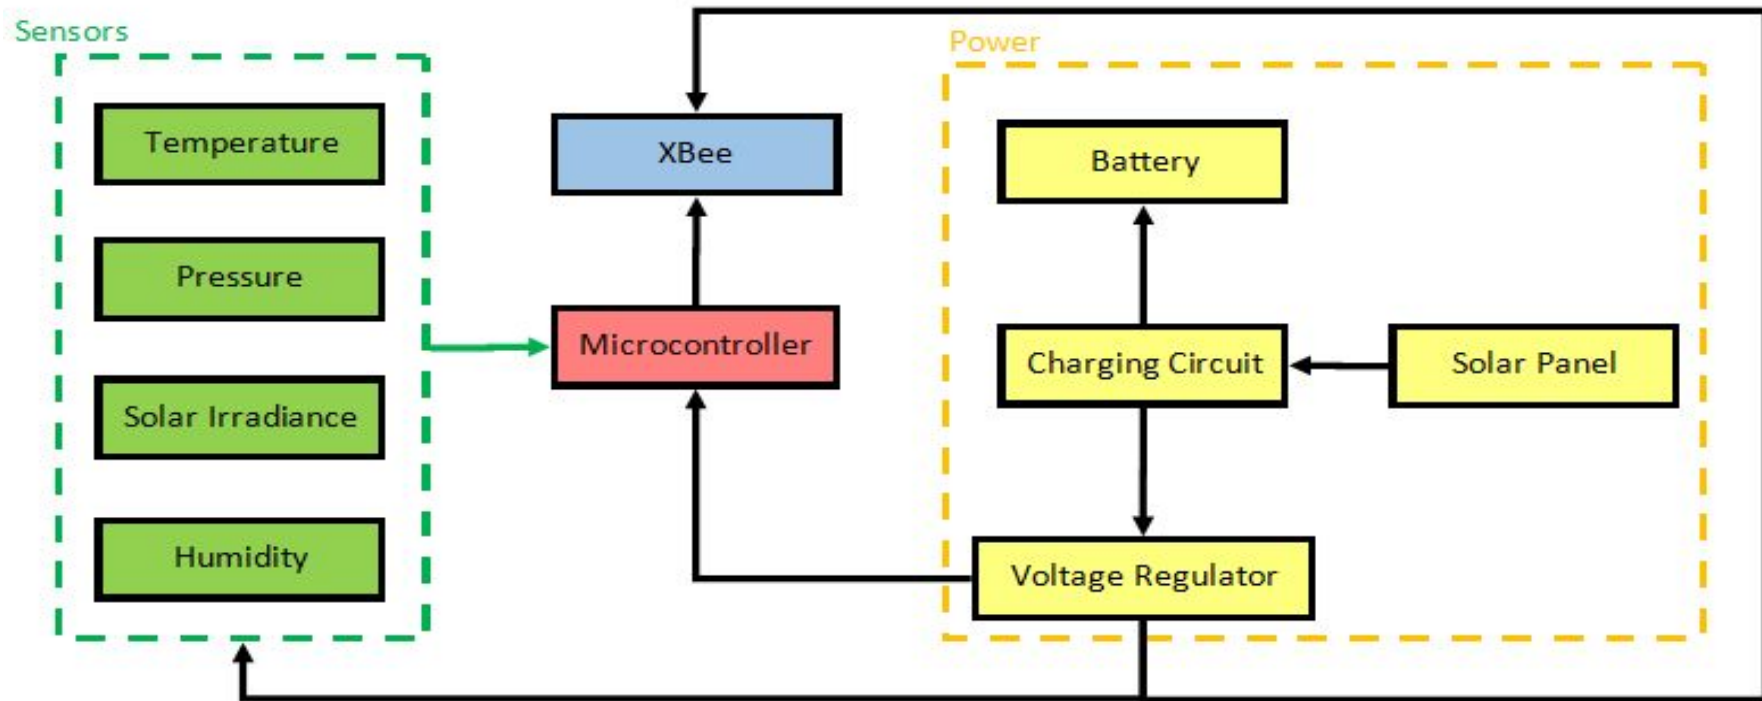 Sensors
Temperature
Pressure
Solar Irradiance
Humidity
XBee
Microcontroller
Power
Battery
Charging Circuit
Solar Panel
Voltage Regulator